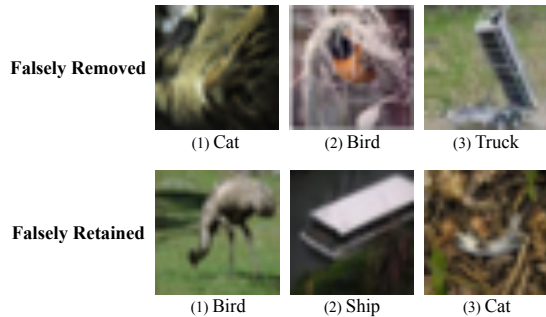 Falsely Removed
(1) Cat
(2) Bird
(3) Truck
Falsely Retained
(1) Bird
(2) Ship
(3) Cat